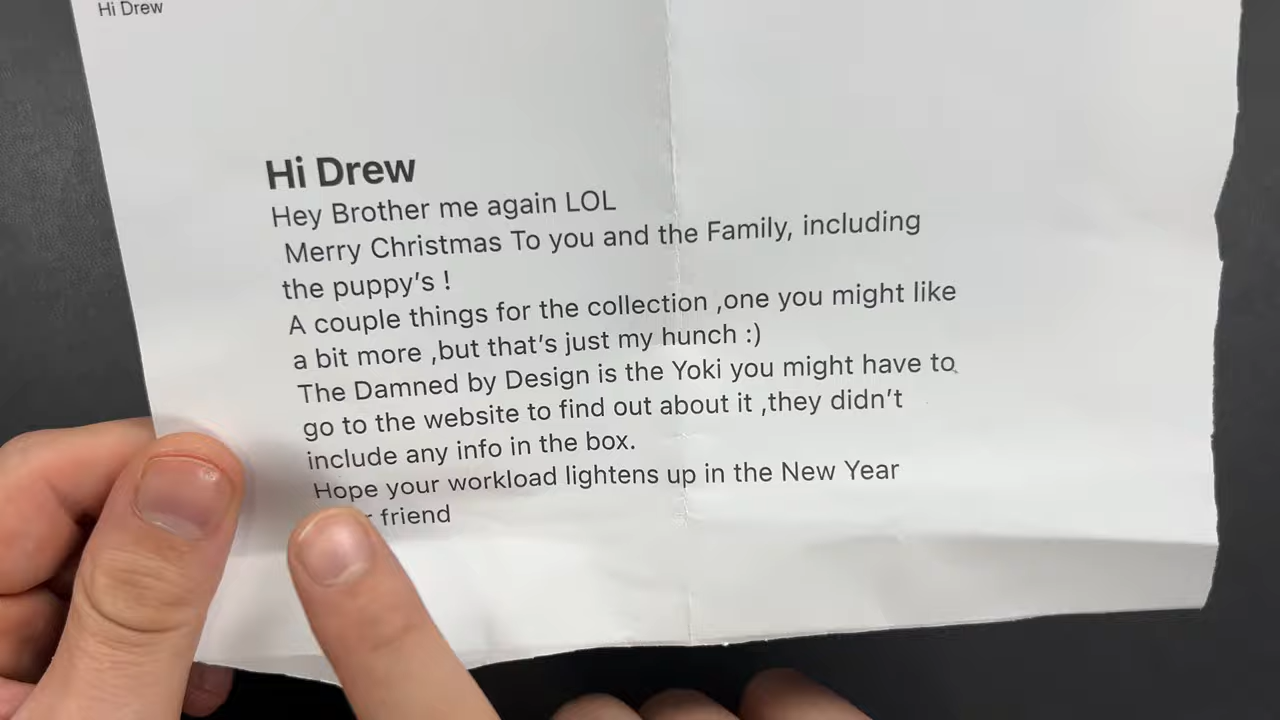 Hi Drew
Hi Drew
Hey Brother me again LOL
Merry Christmas To you and the Family, including
the puppy's !
A couple things for the collection ,one you might like
a bit more ,but that's just my hunch :)
The Damned by Design is the Yoki you might have to
go to the website to find out about it ,they didn't
include any info in the box.
Hope your workload lightens up in the New Year
friend